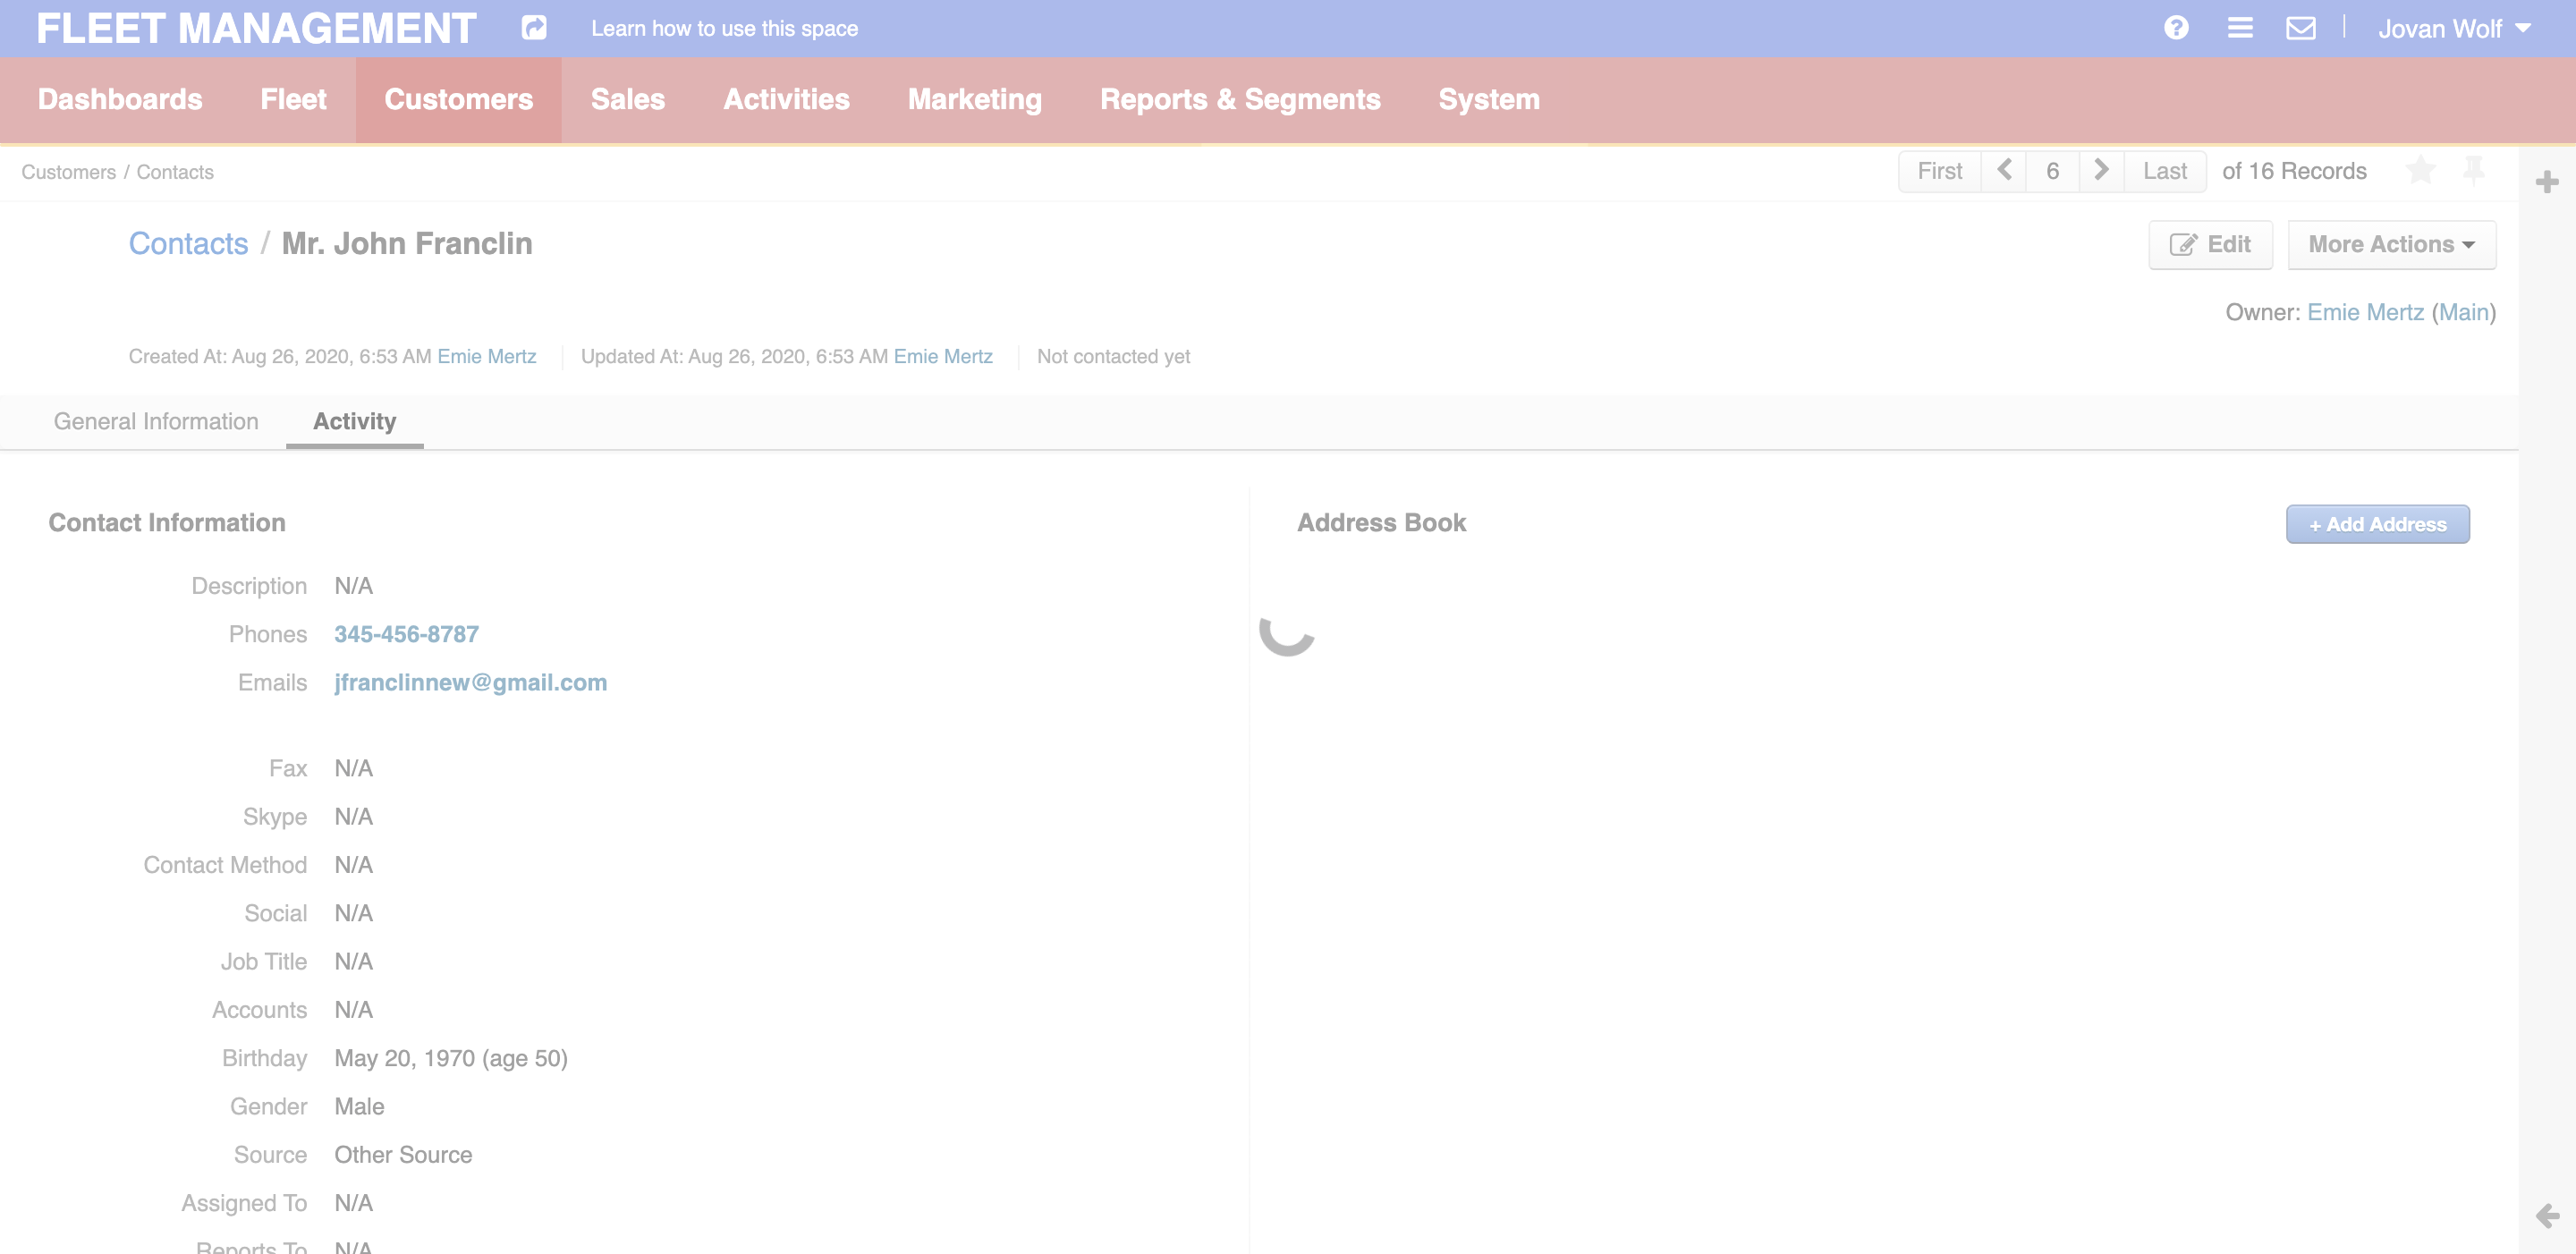 FLEET MANAGEMENT Learn how to use this space Jovan Wolf
Dashboards Fleet Customers Sales Activities Marketing Reports & Segments System
Customers / Contacts First 6 Last of 16 Records
Contacts / Mr. John Franclin Edit More Actions
Owner: Emie Mertz (Main)
Created At: Aug 26, 2020, 6:53 AM Emie Mertz Updated At: Aug 26, 2020, 6:53 AM Emie Mertz Not contacted yet
General Information Activity
Contact Information Address Book + Add Address
Description N/A
Phones 345-456-8787
Emails jfranclinnew@gmail.com
Fax N/A
Skype N/A
Contact Method N/A
Social N/A
Job Title N/A
Accounts N/A
Birthday May 20, 1970 (age 50)
Gender Male
Source Other Source
Assigned To N/A
Reports To N/A